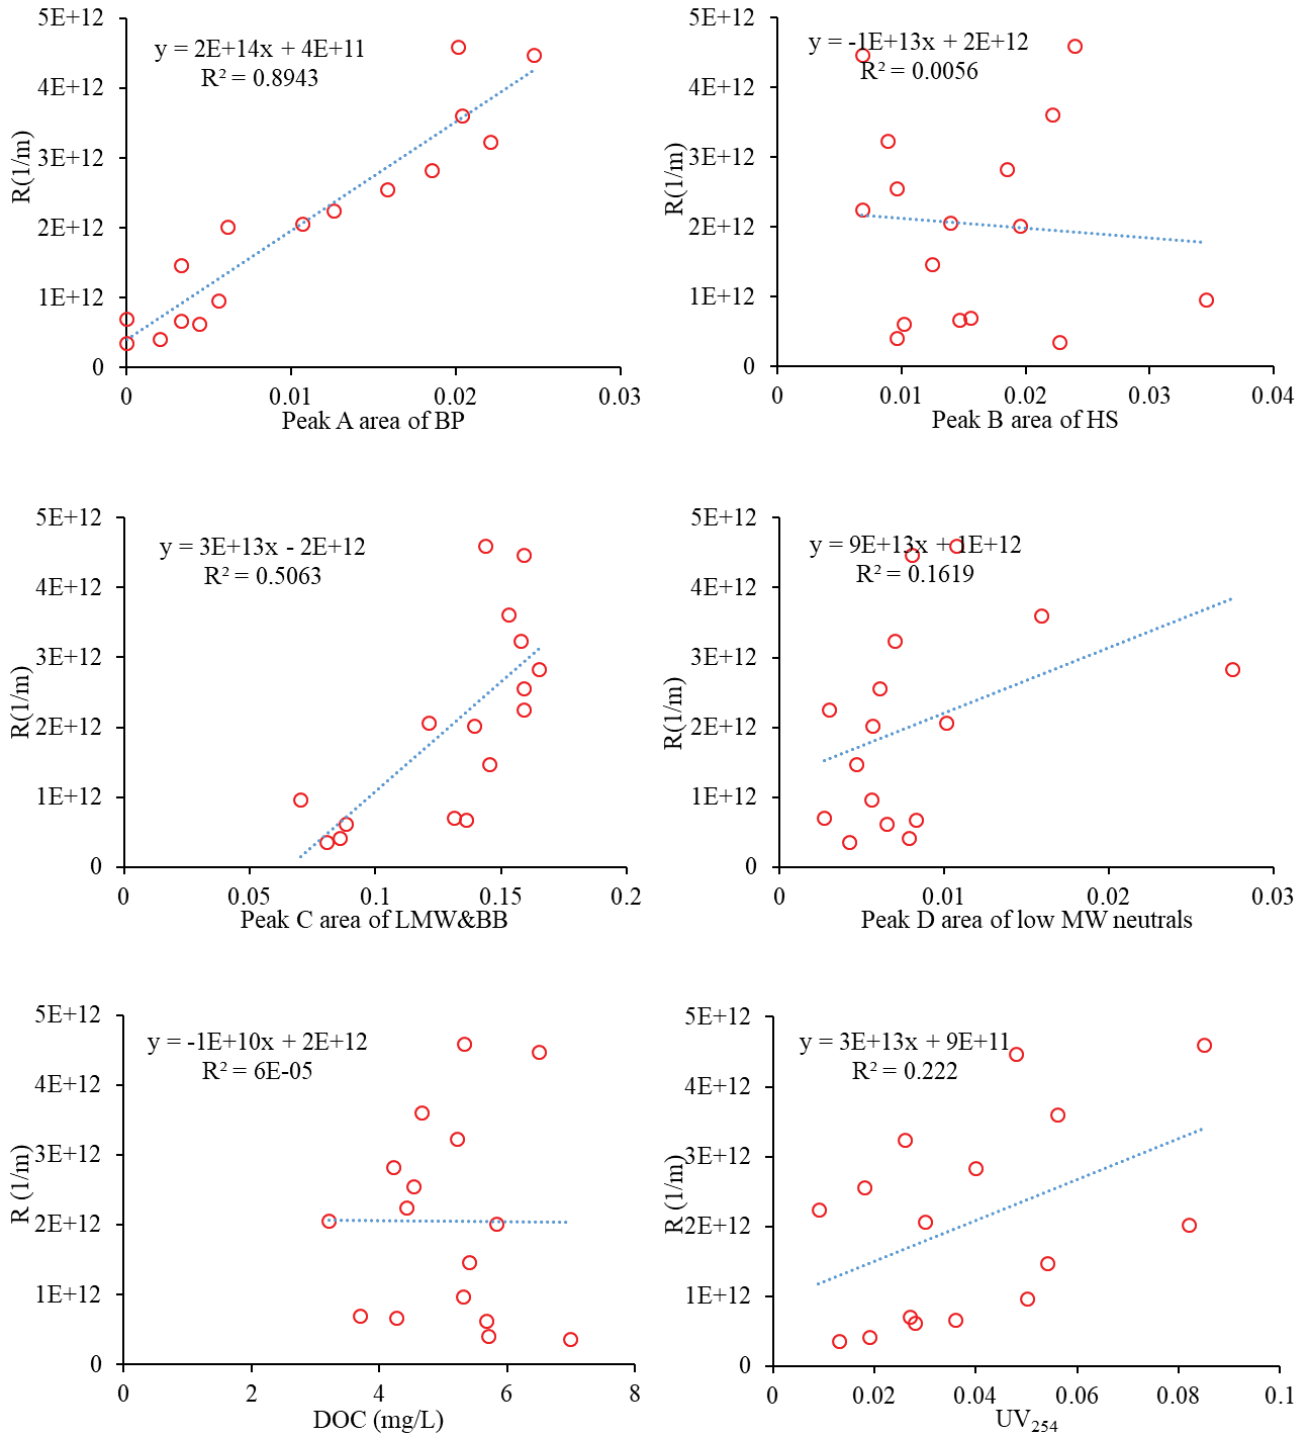 y = 2E+14x + 4E+11
R² = 0.8943
5E+12
4E+12
3E+12
2E+12
1E+12
0
R(1/m)
0
0.01
0.02
0.03
Peak A area of BP
y = -1E+13x + 2E+12
R² = 0.0056
5E+12
4E+12
3E+12
2E+12
1E+12
0
R(1/m)
0
0.01
0.02
0.03
0.04
Peak B area of HS
y = 3E+13x - 2E+12
R² = 0.5063
5E+12
4E+12
3E+12
2E+12
1E+12
0
R(1/m)
0
0.05
0.1
0.15
0.2
Peak C area of LMW&BB
y = 9E+13x + 1E+12
R² = 0.1619
5E+12
4E+12
3E+12
2E+12
1E+12
0
R(1/m)
0
0.01
0.02
0.03
Peak D area of low MW neutrals
y = -1E+10x + 2E+12
R² = 6E-05
5E+12
4E+12
3E+12
2E+12
1E+12
0
R (1/m)
0
2
4
6
8
DOC (mg/L)
y = 3E+13x + 9E+11
R² = 0.222
5E+12
4E+12
3E+12
2E+12
1E+12
0
R (1/m)
0
0.02
0.04
0.06
0.08
0.1
UV₂₅₄